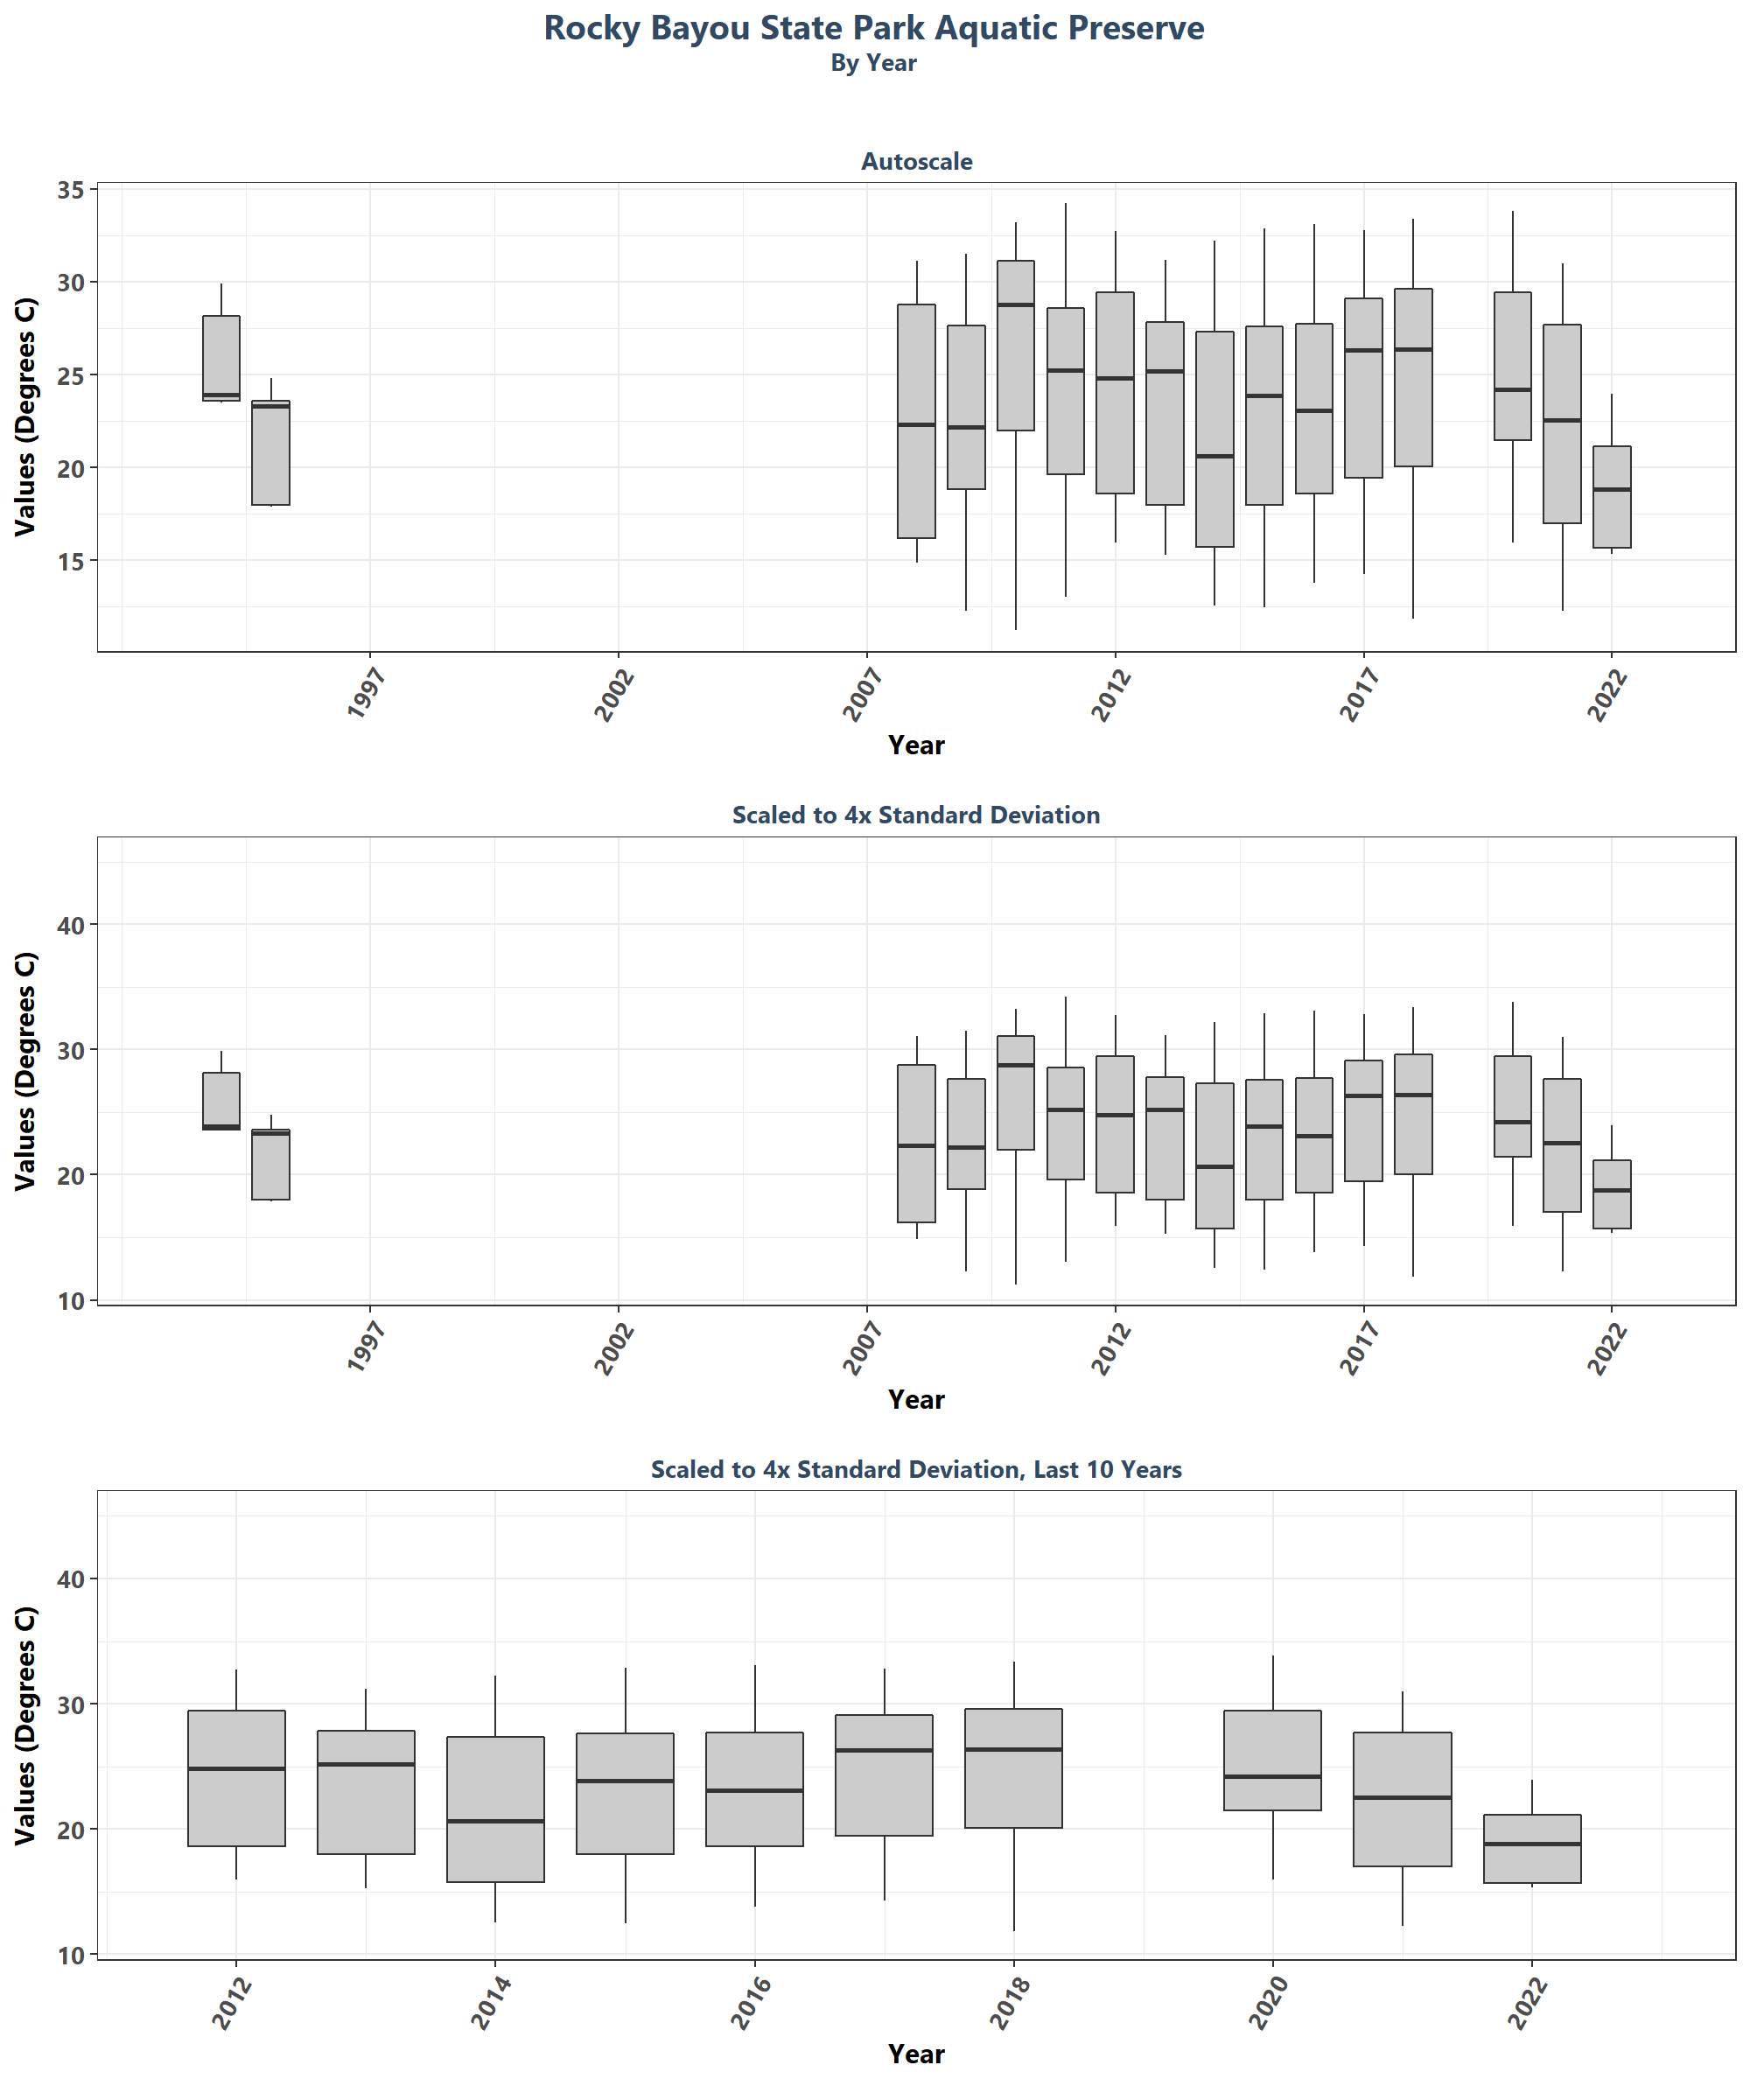 Rocky Bayou State Park Aquatic Preserve
By Year
Autoscale
Values (Degrees C)
35
30
25
20
15
1997
2002
2007
2012
2017
2022
Year
Scaled to 4x Standard Deviation
Values (Degrees C)
40
30
20
10
1997
2002
2007
2012
2017
2022
Year
Scaled to 4x Standard Deviation, Last 10 Years
Values (Degrees C)
40
30
20
10
2012
2014
2016
2018
2020
2022
Year